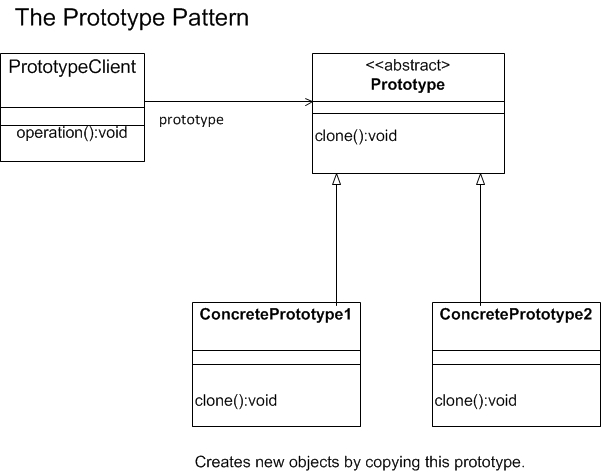 The Prototype Pattern
PrototypeClient
operation():void
prototype
<<abstract>
Prototype
clone():void
ConcretePrototype1
clone():void
ConcretePrototype2
clone():void
Creates new objects by copying this prototype.